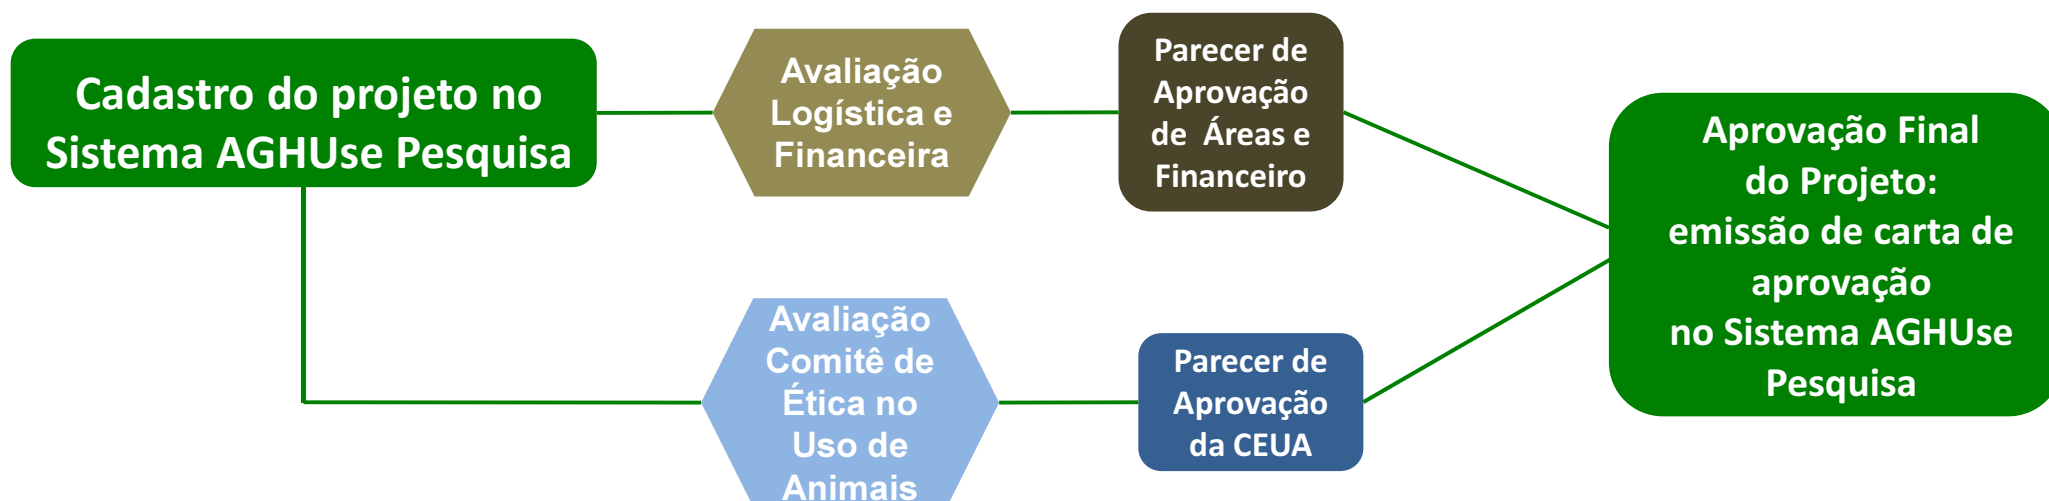 Cadastro do projeto no
Sistema AGHUse Pesquisa
Avaliação
Logística e
Financeira
Parecer de
Aprovação
de Áreas e
Financeiro
Avaliação
Comitê de
Ética no
Uso de
Animais
Parecer de
Aprovação
da CEUA
Aprovação Final
do Projeto:
emissão de carta de
aprovação
no Sistema AGHUse
Pesquisa